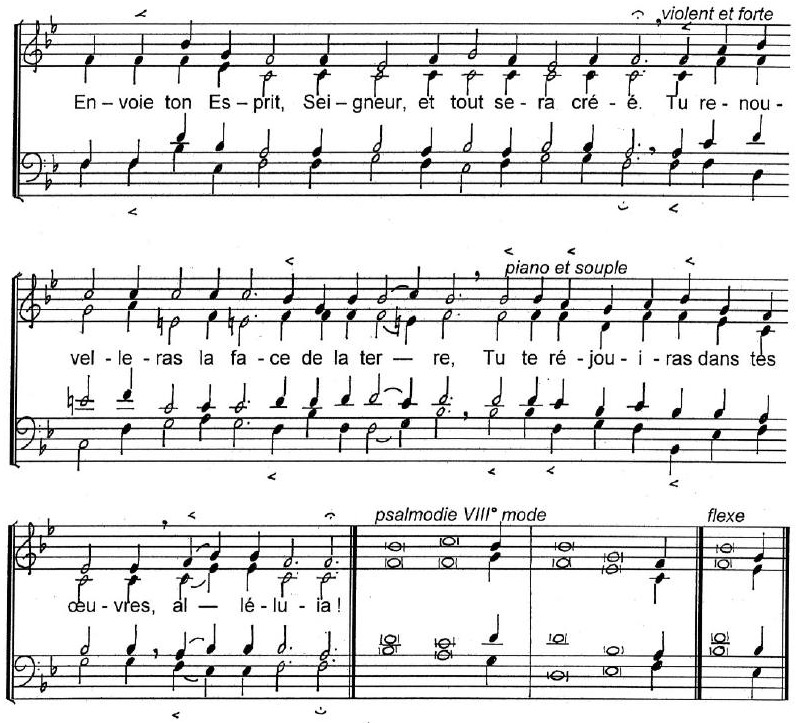 violent et forte
En – voie ton Es – prit, Sei – gneur, et tout se - ra cré - é. Tu re - nou -
piano et souple
vel - le - ras la fa - ce de la ter — re, Tu te ré - jou - i - ras dans tes
psalmodie VIII° mode flexe
œu - vres, al — lé - lu - ia !